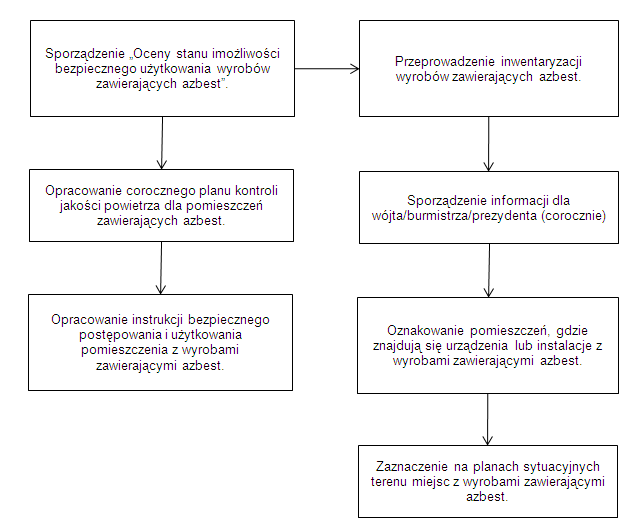 Sporządzenie „Oceny stanu imożliwości
bezpiecznego użytkowania wyrobów
zawierających azbest”.
Przeprowadzenie inwentaryzacji
wyrobów zawierających azbest.
Opracowanie corocznego planu kontroli
jakości powietrza dla pomieszczeń
zawierających azbest.
Sporządzenie informacji dla
wójta/burmistrza/prezydenta (corocznie)
Opracowanie instrukcji bezpiecznego
postępowania i użytkowania
pomieszczenia z wyrobami
zawierającymi azbest.
Oznakowanie pomieszczeń, gdzie
znajdują się urządzenia lub instalacje z
wyrobami zawierającymi azbest.
Zaznaczenie na planach sytuacyjnych
terenu miejsc z wyrobami zawierającymi
azbest.